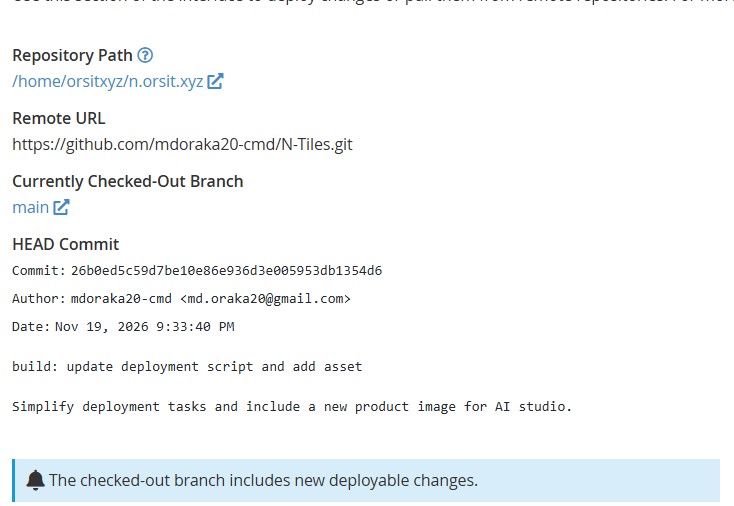 Repository Path
/home/orsitxyz/n.orsit.xyz
Remote URL
https://github.com/mdoraka20-cmd/N-Tiles.git
Currently Checked-Out Branch
main
HEAD Commit
Commit: 26b0ed5c59d7be10e86e936d3e005953db1354d6
Author: mdoraka20-cmd <md.oraka20@gmail.com>
Date: Nov 19, 2026 9:33:40 PM
build: update deployment script and add asset
Simplify deployment tasks and include a new product image for AI studio.
The checked-out branch includes new deployable changes.